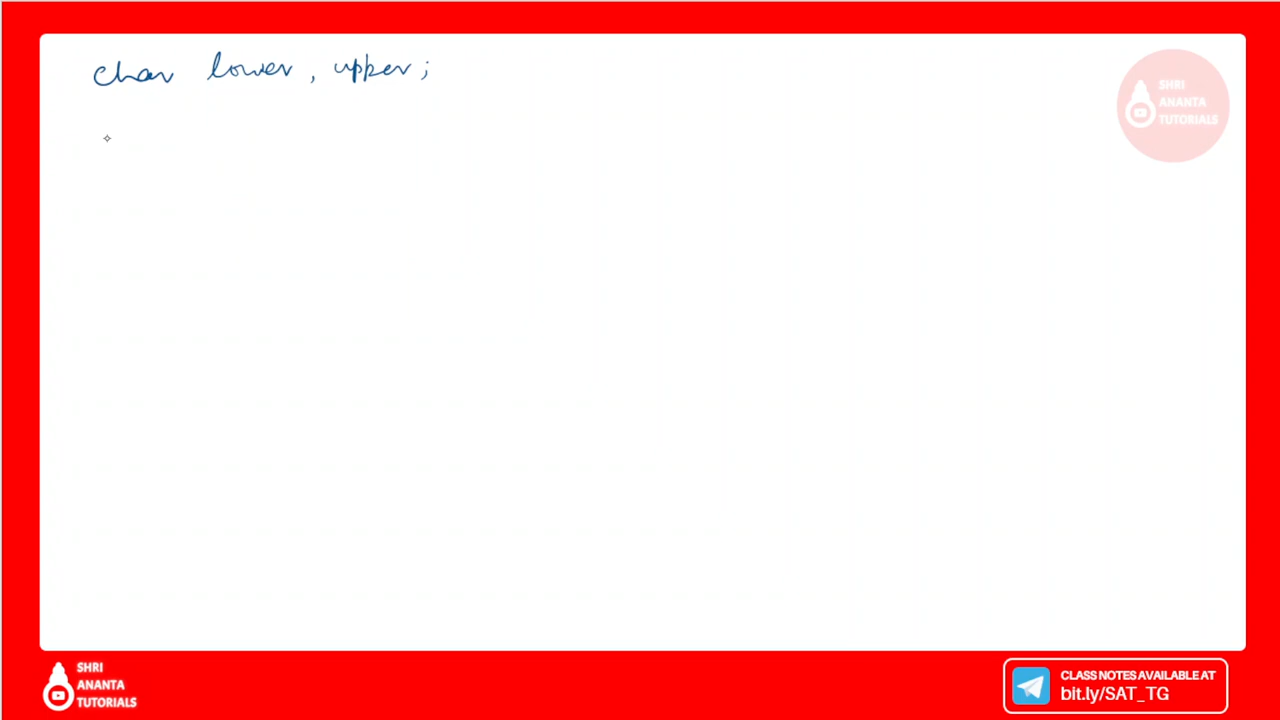 char lower, upper;
SHRI
ANANTA
TUTORIALS
SHRI
ANANTA
TUTORIALS
CLASS NOTES AVAILABLE AT
bit.ly/SAT_TG